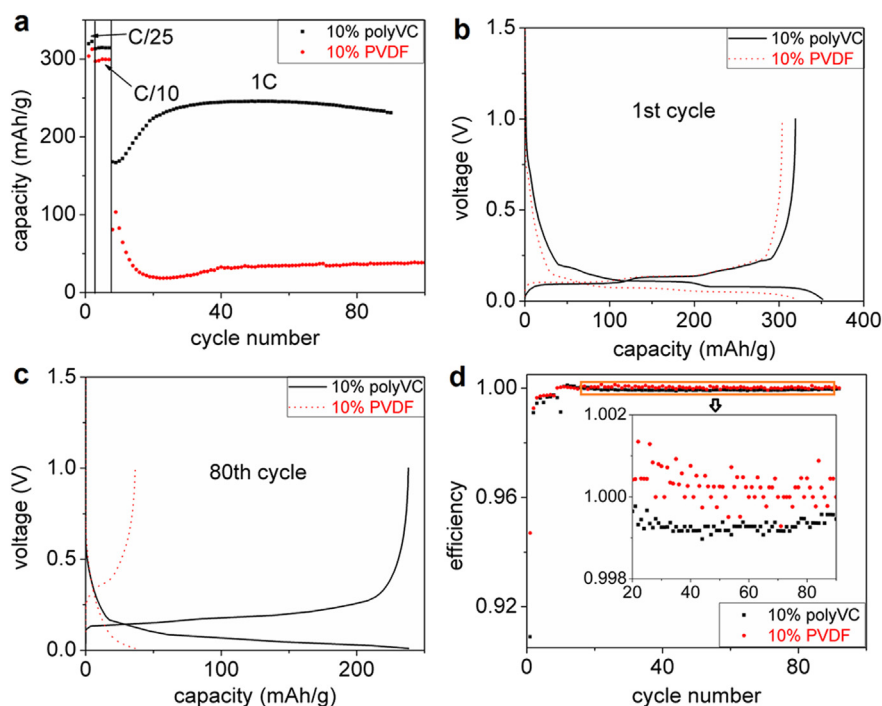 a
C/25
10% polyVC
10% PVDF
C/10
1C
300
200
100
0
capacity (mAh/g)
0 20 40 60 80
cycle number
b
1.5
10% polyVC
10% PVDF
1st cycle
1.0
0.5
0.0
voltage (V)
0 100 200 300 400
capacity (mAh/g)
c
1.5
10% polyVC
10% PVDF
80th cycle
1.0
0.5
0.0
voltage (V)
0 100 200
capacity (mAh/g)
d
1.00
0.96
0.92
efficiency
1.002
1.000
0.998
20 40 60 80
10% polyVC
10% PVDF
0 40 80
cycle number